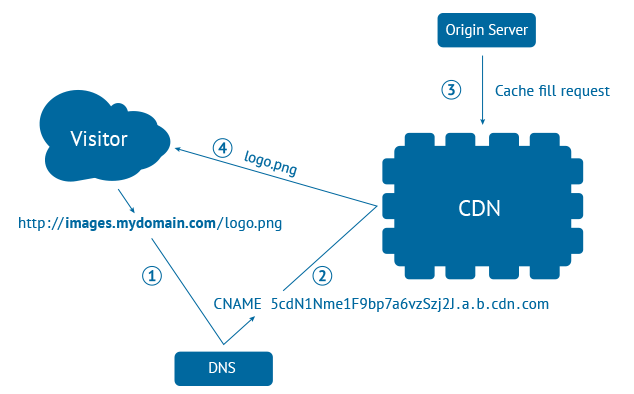 Origin Server
③ Cache fill request
Visitor
④ logo.png
CDN
http://images.mydomain.com/logo.png
① ②
CNAME 5cdN1Nme1F9bp7a6vzSzj2J.a.b.cdn.com
DNS